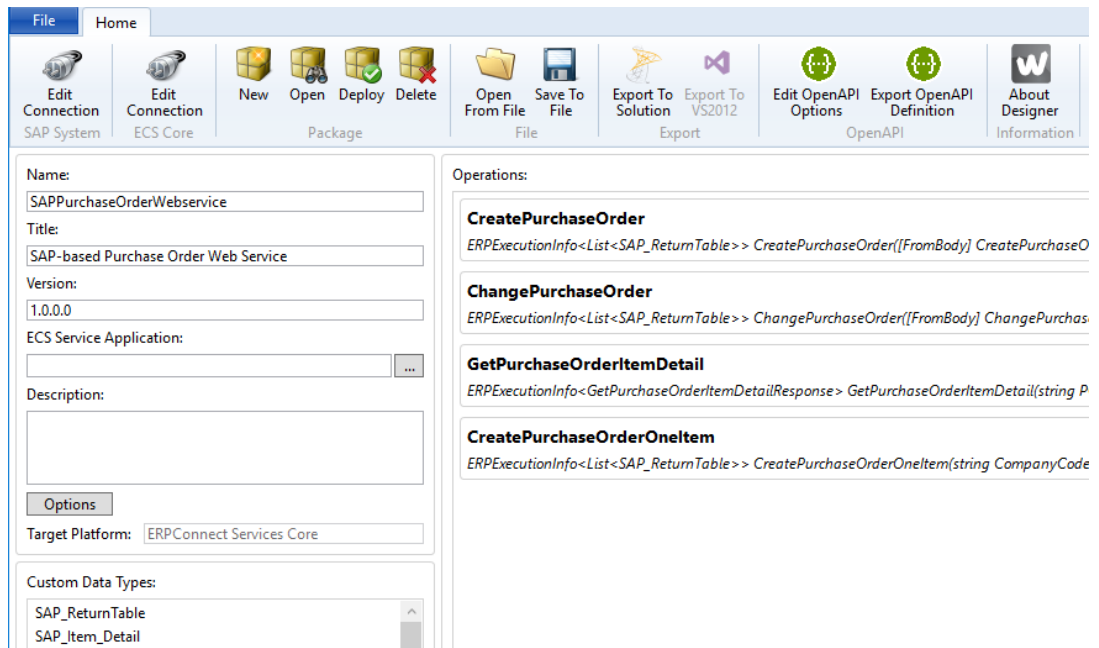 File Home
Edit Connection
Edit Connection
New Open Deploy Delete
Open From File
Save To File
Export To Solution
Export To VS2012
Edit OpenAPI Options
Export OpenAPI Definition
About Designer
SAP System ECS Core Package File Export OpenAPI Information
Name:
SAPPurchaseOrderWebservice
Title:
SAP-based Purchase Order Web Service
Version:
1.0.0.0
ECS Service Application:
...
Description:
Options
Target Platform: ERPConnect Services Core
Custom Data Types:
SAP_ReturnTable
SAP_Item_Detail
Operations:
CreatePurchaseOrder
ERPExecutionInfo<List<SAP_ReturnTable>> CreatePurchaseOrder([FromBody] CreatePurchaseO
ChangePurchaseOrder
ERPExecutionInfo<List<SAP_ReturnTable>> ChangePurchaseOrder([FromBody] ChangePurchas
GetPurchaseOrderItemDetail
ERPExecutionInfo<GetPurchaseOrderItemDetailResponse> GetPurchaseOrderItemDetail(string P
CreatePurchaseOrderOneItem
ERPExecutionInfo<List<SAP_ReturnTable>> CreatePurchaseOrderOneItem(string CompanyCode